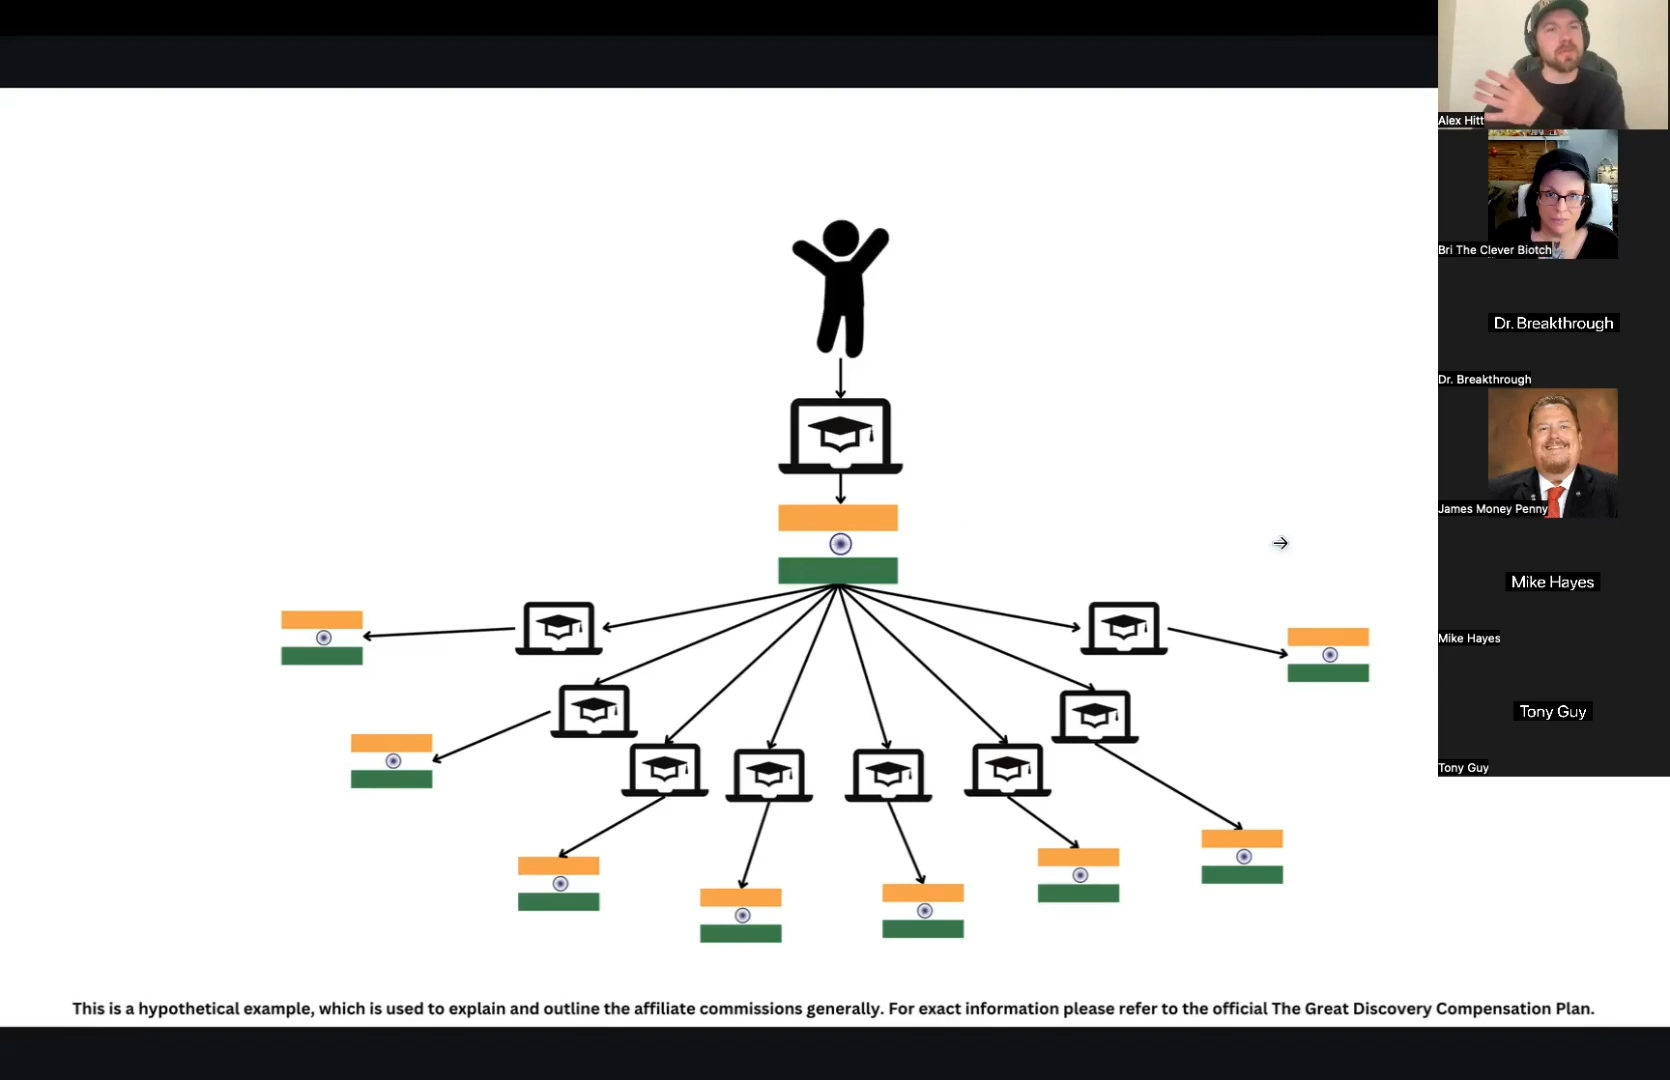 Alex Hitt
Bri The Clever Biotch
Dr. Breakthrough
Dr. Breakthrough
James Money Penny
Mike Hayes
Mike Hayes
Tony Guy
Tony Guy
This is a hypothetical example, which is used to explain and outline the affiliate commissions generally. For exact information please refer to the official The Great Discovery Compensation Plan.